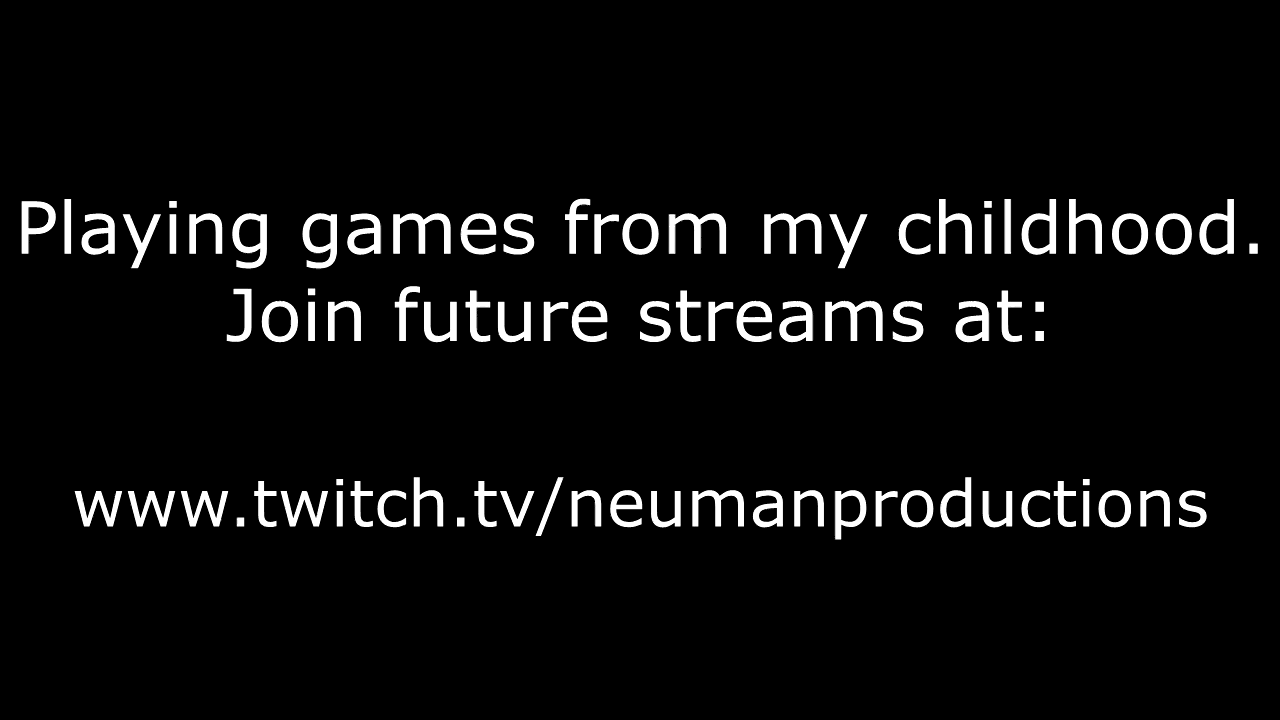 Playing games from my childhood.
Join future streams at:
www.twitch.tv/neumanproductions